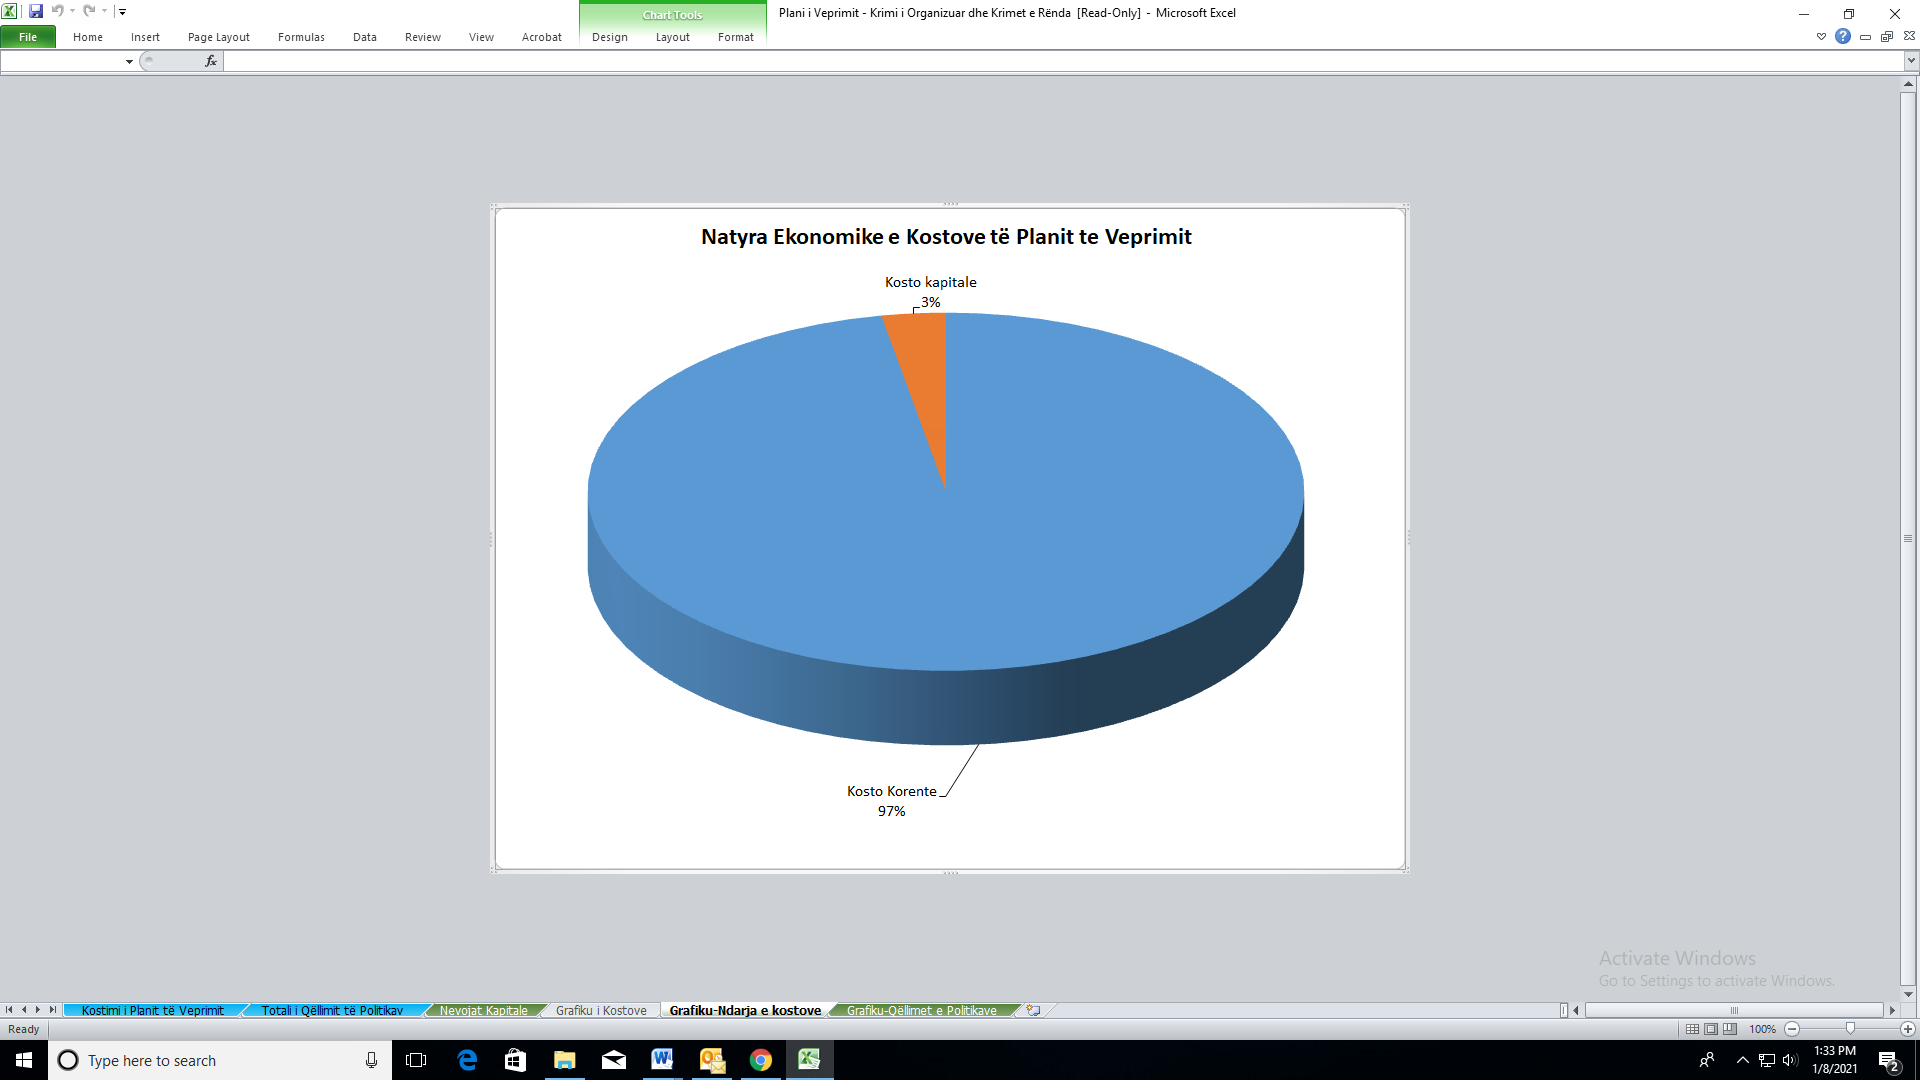 Chart Tools
Plani i Veprimit - Krimi i Organizuar dhe Krimet e Rënda [Read-Only] - Microsoft Excel
File Home Insert Page Layout Formulas Data Review View Acrobat Design Layout Format
fx
Natyra Ekonomike e Kostove të Planit te Veprimit
Kosto kapitale
3%
Kosto Korente
97%
Activate Windows
Go to Settings to activate Windows.
Kostimi i Planit të Veprimit Totali i Qëllimit të Politikav Nevojat Kapitale Grafiku i Kostove Grafiku-Ndarja e kostove Grafiku-Qëllimet e Politikave
Ready 100%
Type here to search
1:33 PM
1/8/2021
2